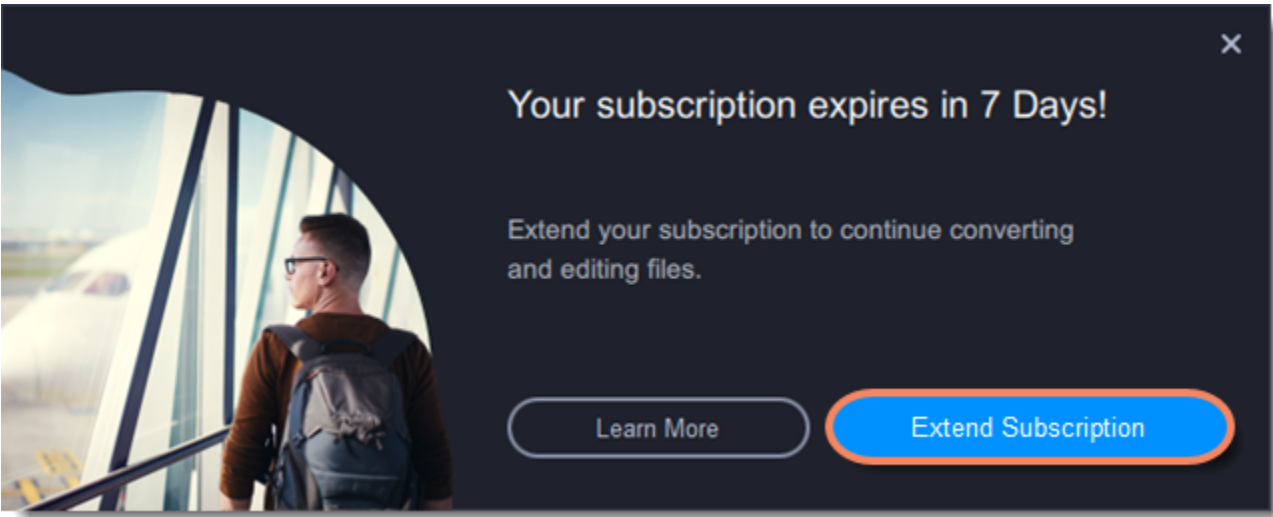 Your subscription expires in 7 Days!
Extend your subscription to continue converting
and editing files.
Learn More
Extend Subscription